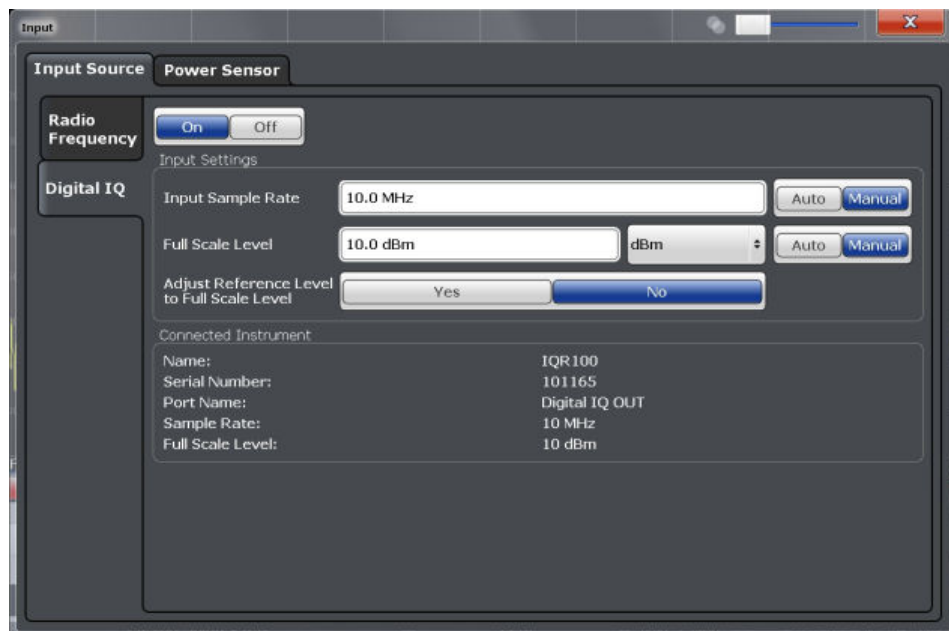 Input
X
Input Source Power Sensor
Radio
Frequency
On Off
Input Settings
Digital IQ
Input Sample Rate 10.0 MHz Auto Manual
Full Scale Level 10.0 dBm dBm Auto Manual
Adjust Reference Level
to Full Scale Level
Yes No
Connected Instrument
Name: IQR100
Serial Number: 101165
Port Name: Digital IQ OUT
Sample Rate: 10 MHz
Full Scale Level: 10 dBm